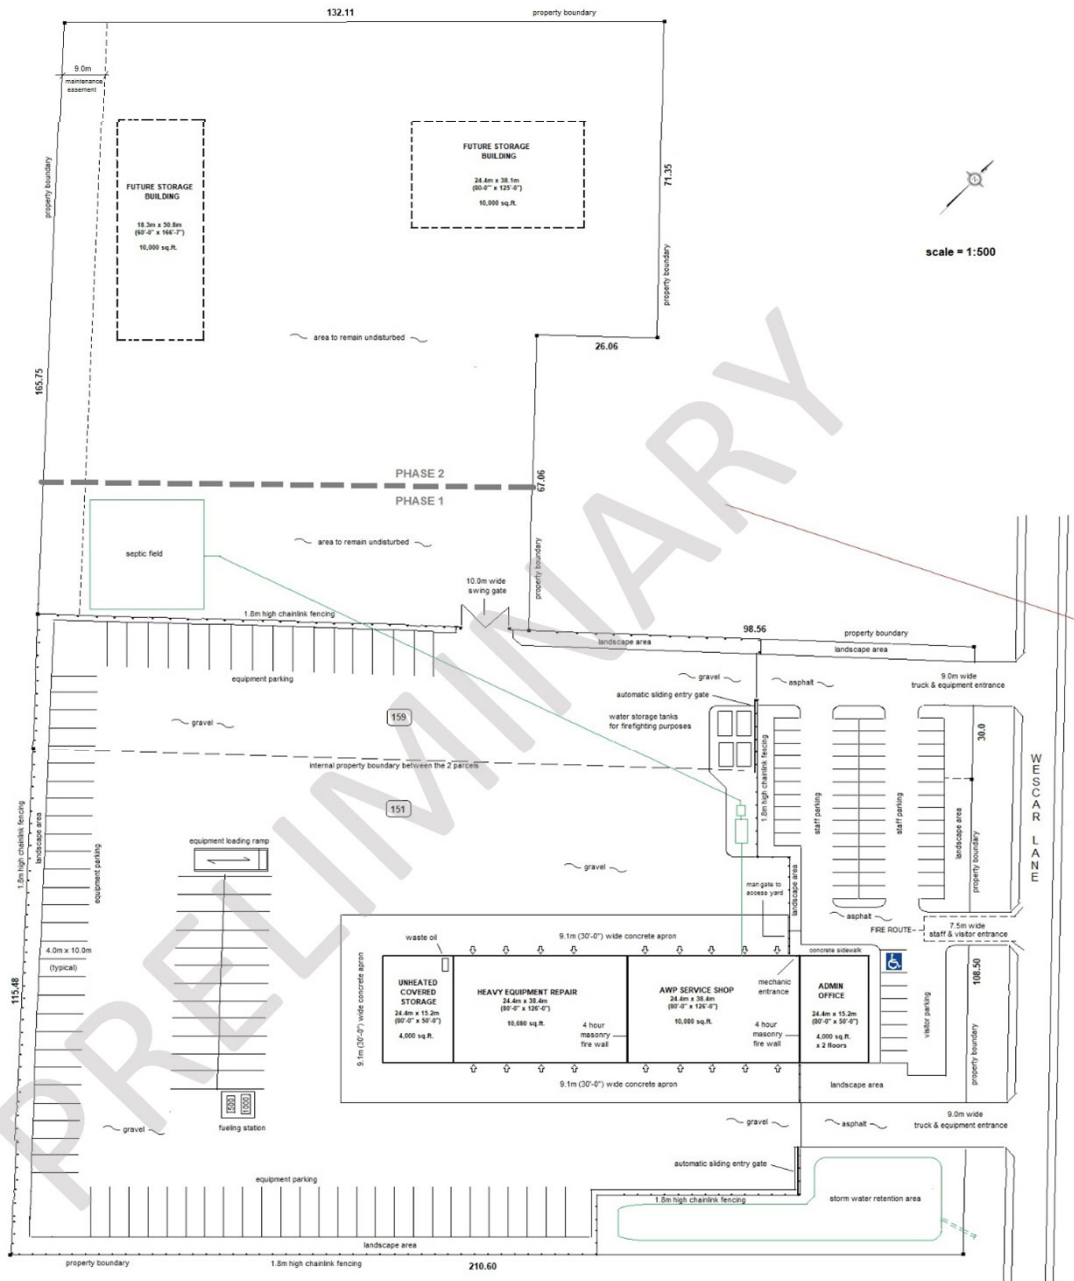 132.11
property boundary
9.0m
maintenance
easement
property boundary
FUTURE STORAGE
BUILDING
18.3m x 50.8m
(60'-0" x 166'-7")
10,000 sq.ft.
FUTURE STORAGE
BUILDING
24.4m x 38.1m
(80'-0" x 125'-0")
10,000 sq.ft.
71.35
property boundary
scale = 1:500
area to remain undisturbed
26.06
165.75
PHASE 2
PHASE 1
67.06
property boundary
septic field
area to remain undisturbed
10.0m wide
swing gate
1.8m high chainlink fencing
98.56
property boundary
landscape area
landscape area
equipment parking
gravel
asphalt
9.0m wide
truck & equipment entrance
automatic sliding entry gate
159
gravel
water storage tanks
for firefighting purposes
30.0
internal property boundary between the 2 parcels
1.8m high chainlink fencing
staff parking
staff parking
landscape area
property boundary
WESCAR LANE
151
1.8m high chainlink fencing
landscape area
equipment parking
equipment loading ramp
gravel
man gate to
access yard
landscape area
asphalt
FIRE ROUTE
7.5m wide
staff & visitor entrance
4.0m x 10.0m
(typical)
waste oil
9.1m (30'-0") wide concrete apron
concrete sidewalk
9.1m (30'-0") wide concrete apron
UNHEATED
COVERED
STORAGE
24.4m x 15.2m
(80'-0" x 50'-0")
4,000 sq.ft.
HEAVY EQUIPMENT REPAIR
24.4m x 38.4m
(80'-0" x 126'-0")
10,080 sq.ft.
4 hour
masonry
fire wall
AWP SERVICE SHOP
24.4m x 38.4m
(80'-0" x 126'-0")
10,080 sq.ft.
mechanic
entrance
4 hour
masonry
fire wall
ADMIN
OFFICE
24.4m x 15.2m
(80'-0" x 50'-0")
4,000 sq.ft.
x 2 floors
visitor parking
108.50
property boundary
115.48
9.1m (30'-0") wide concrete apron
landscape area
500
1000
fueling station
gravel
gravel
asphalt
9.0m wide
truck & equipment entrance
automatic sliding entry gate
equipment parking
1.8m high chainlink fencing
storm water retention area
landscape area
property boundary
1.8m high chainlink fencing
210.60
PRELIMINARY